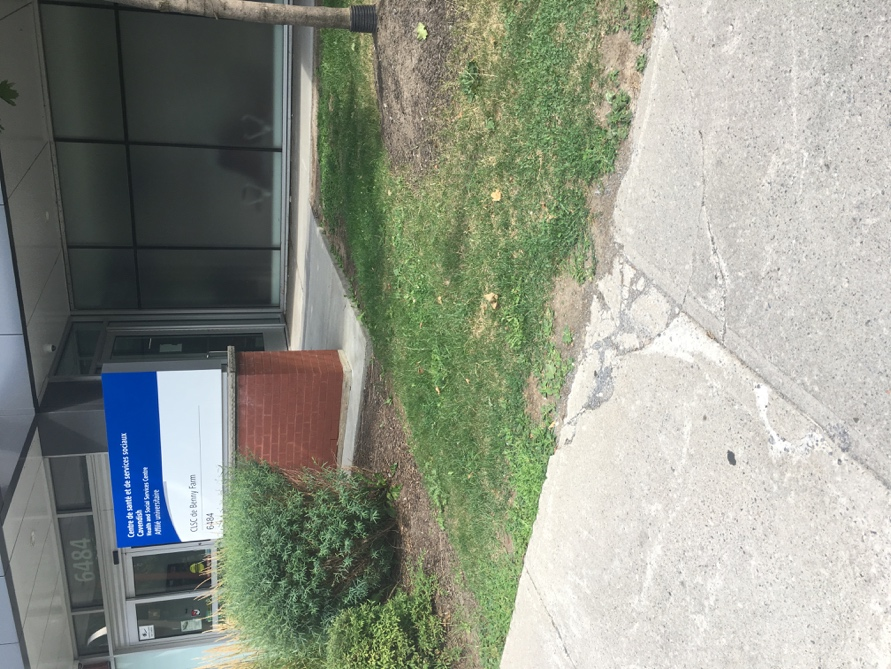 Centre de santé et de services sociaux
Cavendish
Health and Social Services Centre
Affilié universitaire
CLSC de Benny Farm
6484
6484